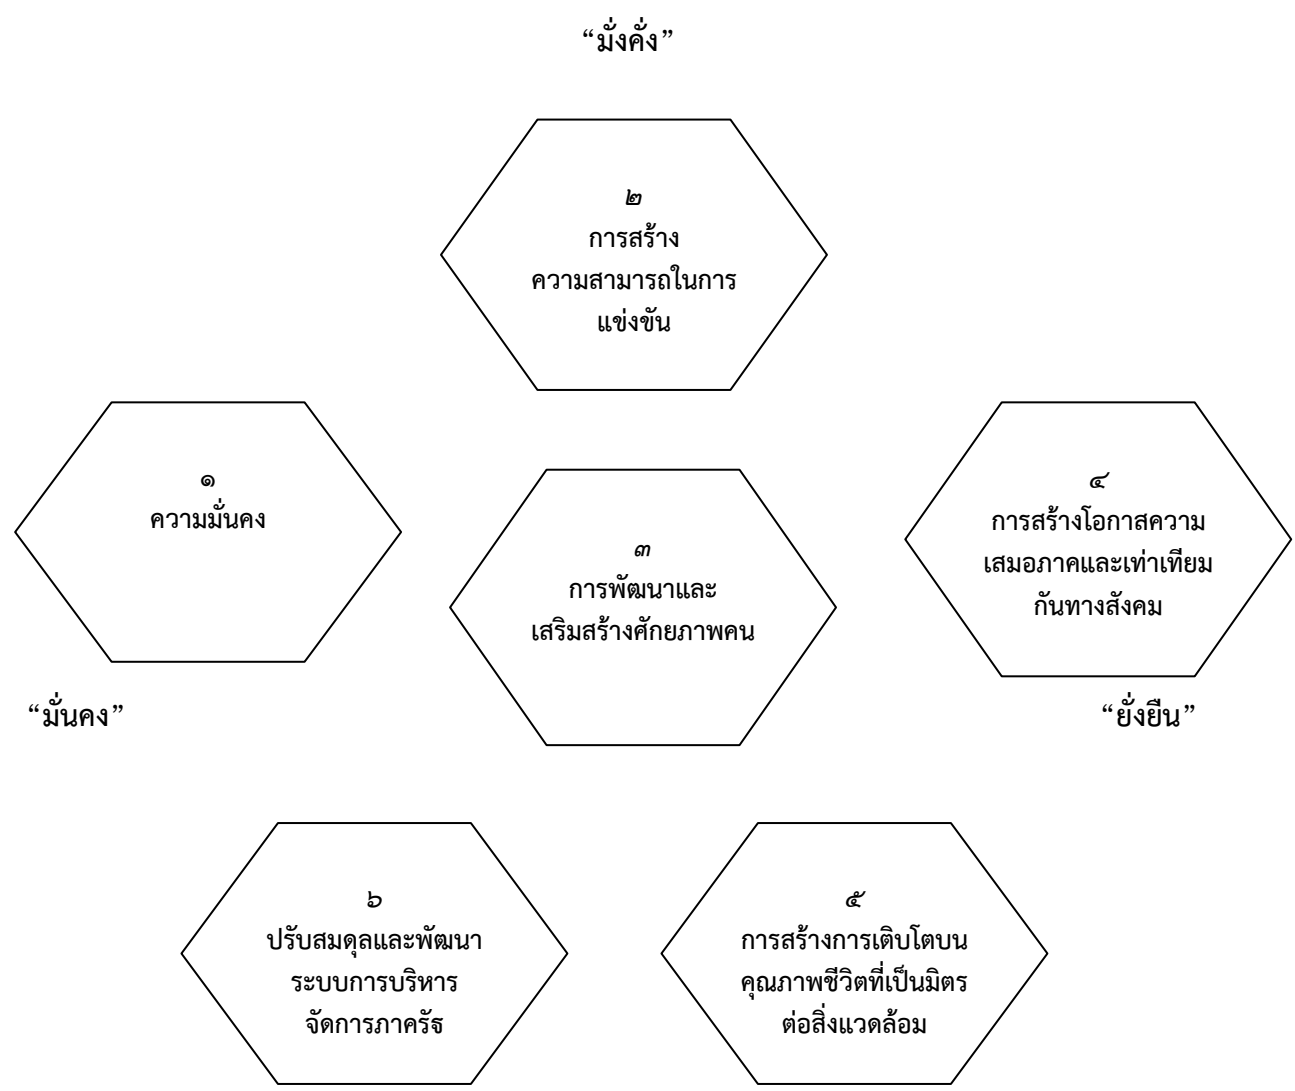 “มั่งคั่ง”
๒
การสร้าง
ความสามารถในการ
แข่งขัน
๑
ความมั่นคง
๓
การพัฒนาและ
เสริมสร้างศักยภาพคน
๔
การสร้างโอกาสความ
เสมอภาคและเท่าเทียม
กันทางสังคม
“มั่นคง”
“ยั่งยืน”
๖
ปรับสมดุลและพัฒนา
ระบบการบริหาร
จัดการภาครัฐ
๕
การสร้างการเติบโตบน
คุณภาพชีวิตที่เป็นมิตร
ต่อสิ่งแวดล้อม